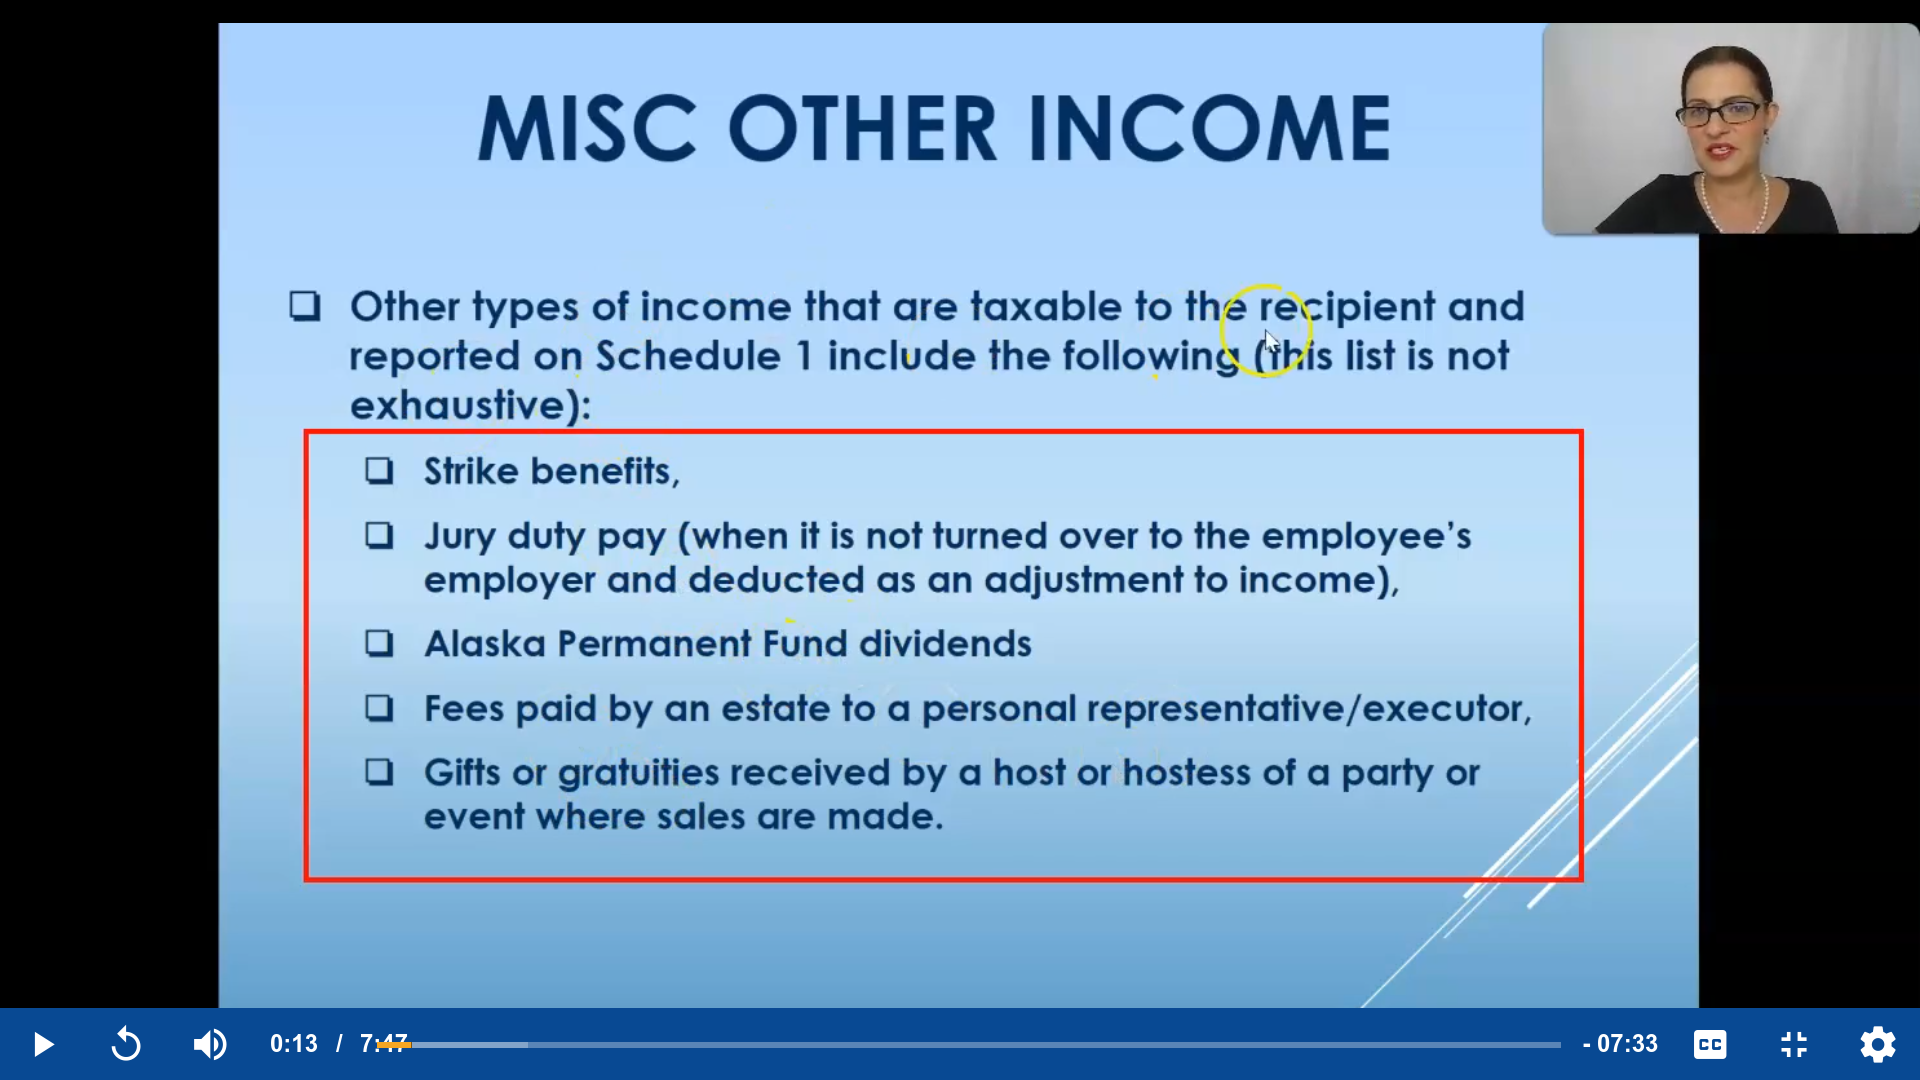 MISC OTHER INCOME
❑ Other types of income that are taxable to the recipient and
reported on Schedule 1 include the following (this list is not
exhaustive):
❑ Strike benefits,
❑ Jury duty pay (when it is not turned over to the employee’s
employer and deducted as an adjustment to income),
❑ Alaska Permanent Fund dividends
❑ Fees paid by an estate to a personal representative/executor,
❑ Gifts or gratuities received by a host or hostess of a party or
event where sales are made.
0:13 / 7:47 - 07:33 CC